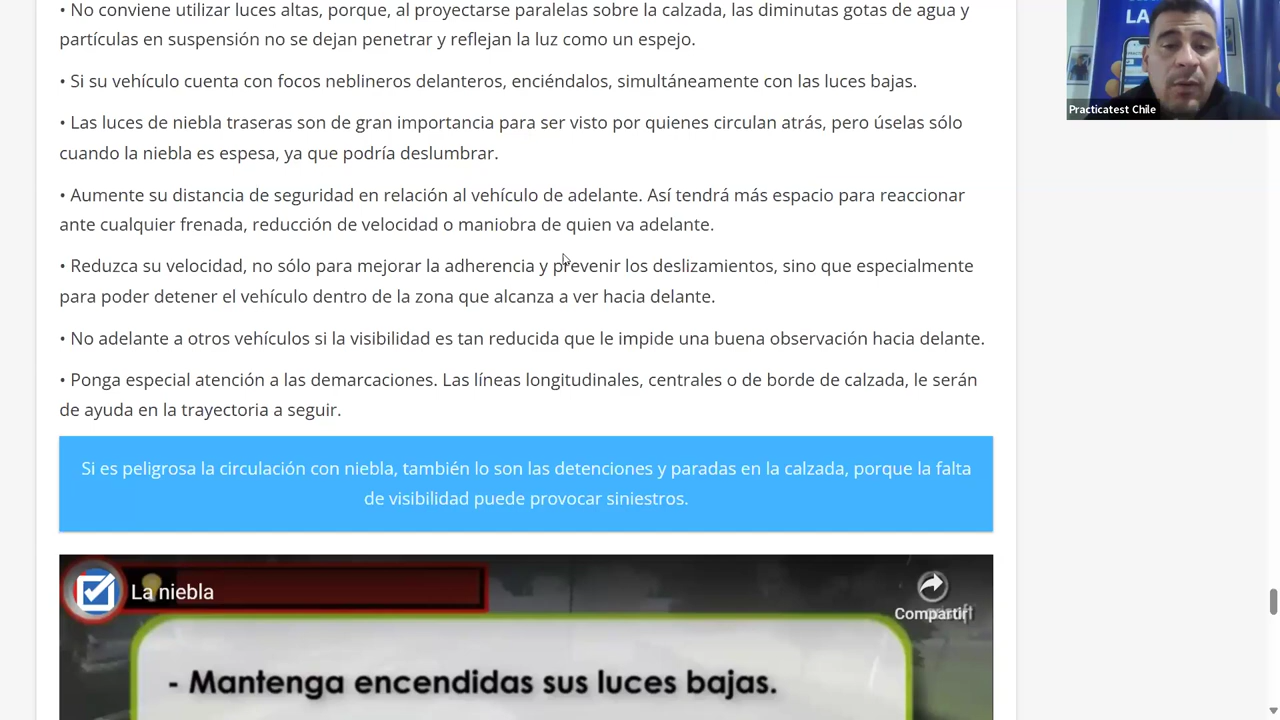 • No conviene utilizar luces altas, porque, al proyectarse paralelas sobre la calzada, las diminutas gotas de agua y
partículas en suspensión no se dejan penetrar y reflejan la luz como un espejo.
• Si su vehículo cuenta con focos neblineros delanteros, enciéndalos, simultáneamente con las luces bajas.
• Las luces de niebla traseras son de gran importancia para ser visto por quienes circulan atrás, pero úselas sólo
cuando la niebla es espesa, ya que podría deslumbrar.
• Aumente su distancia de seguridad en relación al vehículo de adelante. Así tendrá más espacio para reaccionar
ante cualquier frenada, reducción de velocidad o maniobra de quien va adelante.
• Reduzca su velocidad, no sólo para mejorar la adherencia y prevenir los deslizamientos, sino que especialmente
para poder detener el vehículo dentro de la zona que alcanza a ver hacia delante.
• No adelante a otros vehículos si la visibilidad es tan reducida que le impide una buena observación hacia delante.
• Ponga especial atención a las demarcaciones. Las líneas longitudinales, centrales o de borde de calzada, le serán
de ayuda en la trayectoria a seguir.
Si es peligrosa la circulación con niebla, también lo son las detenciones y paradas en la calzada, porque la falta
de visibilidad puede provocar siniestros.
La niebla
Compartir
- Mantenga encendidas sus luces bajas.
LA
Practicatest Chile